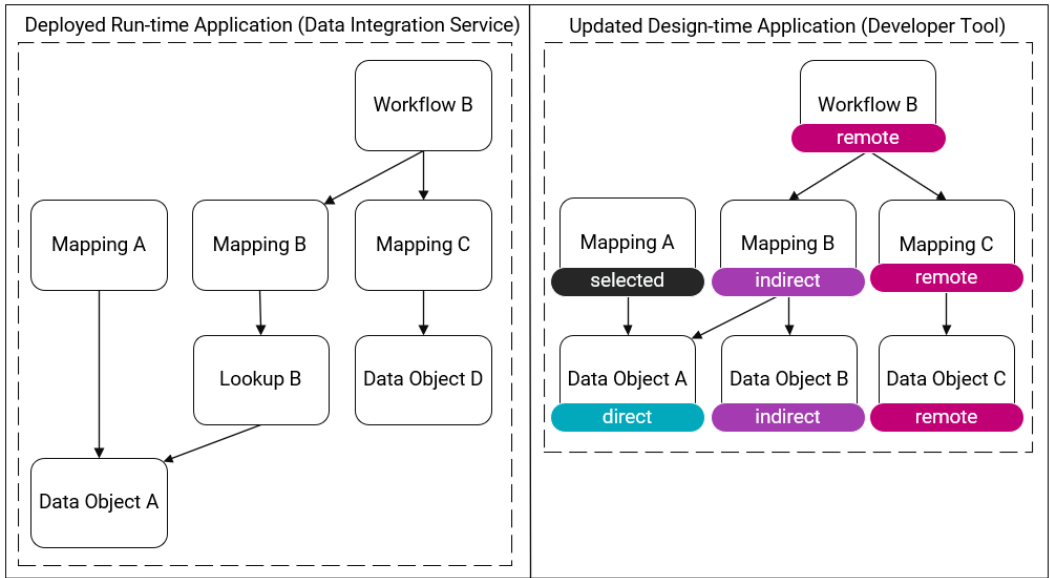 Deployed Run-time Application (Data Integration Service)
Workflow B
Mapping A
Mapping B
Mapping C
Lookup B
Data Object D
Data Object A
Updated Design-time Application (Developer Tool)
Workflow B
remote
Mapping A
selected
Mapping B
indirect
Mapping C
remote
Data Object A
direct
Data Object B
indirect
Data Object C
remote